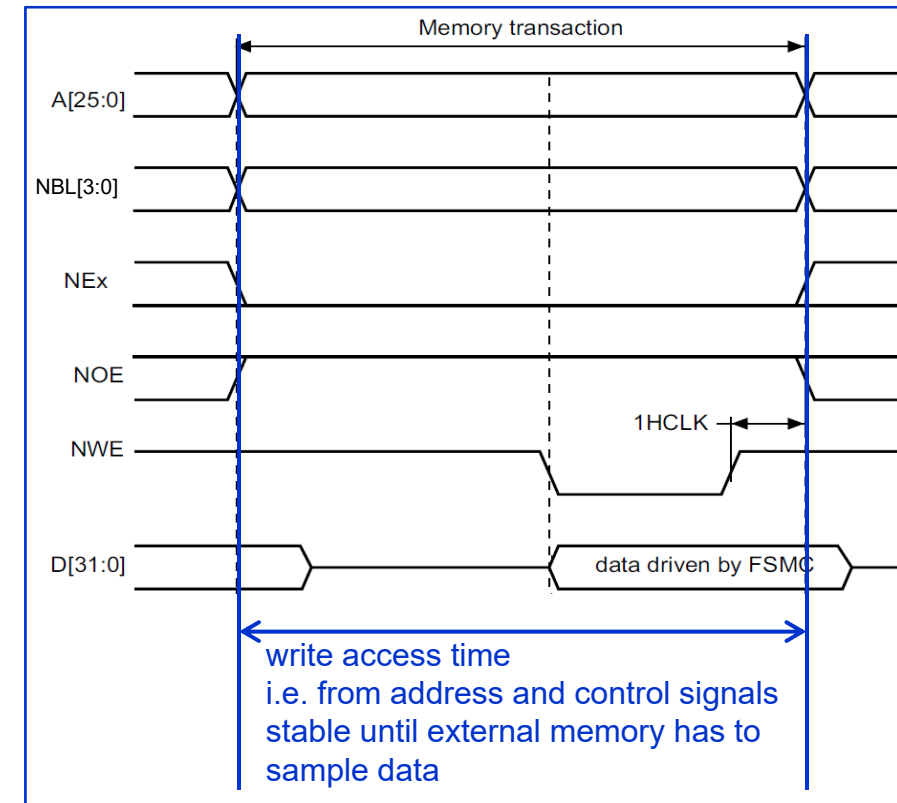 Memory transaction
A[25:0]
NBL[3:0]
NEx
NOE
1HCLK
NWE
D[31:0]
data driven by FSMC
write access time
i.e. from address and control signals
stable until external memory has to
sample data